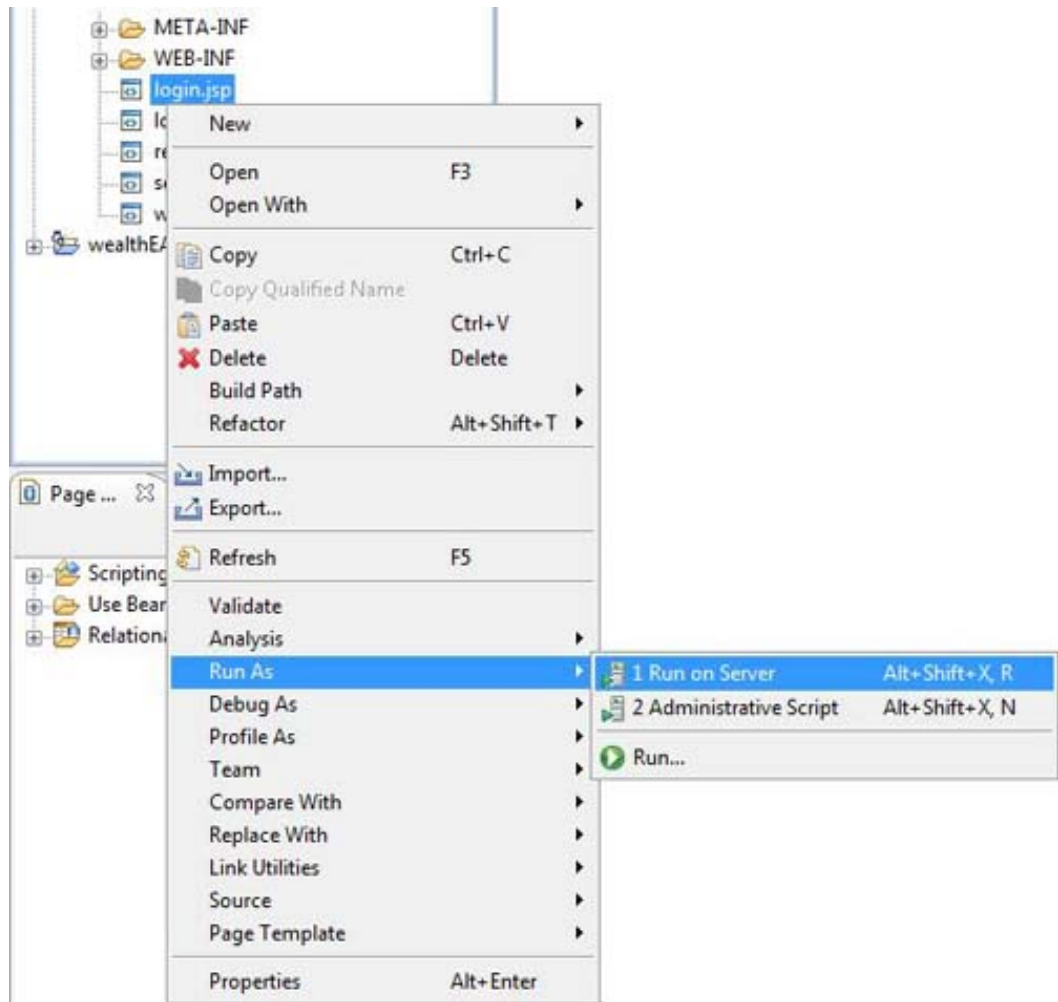 META-INF
WEB-INF
login.jsp
lo
re
se
w
wealthEA
New
Open F3
Open With
Copy Ctrl+C
Copy Qualified Name
Paste Ctrl+V
Delete Delete
Build Path
Refactor Alt+Shift+T
Import...
Export...
Refresh F5
Validate
Analysis
Run As
Debug As
Profile As
Team
Compare With
Replace With
Link Utilities
Source
Page Template
Properties Alt+Enter
1 Run on Server Alt+Shift+X, R
2 Administrative Script Alt+Shift+X, N
Run...
Page ...
Scripting
Use Bear
Relation